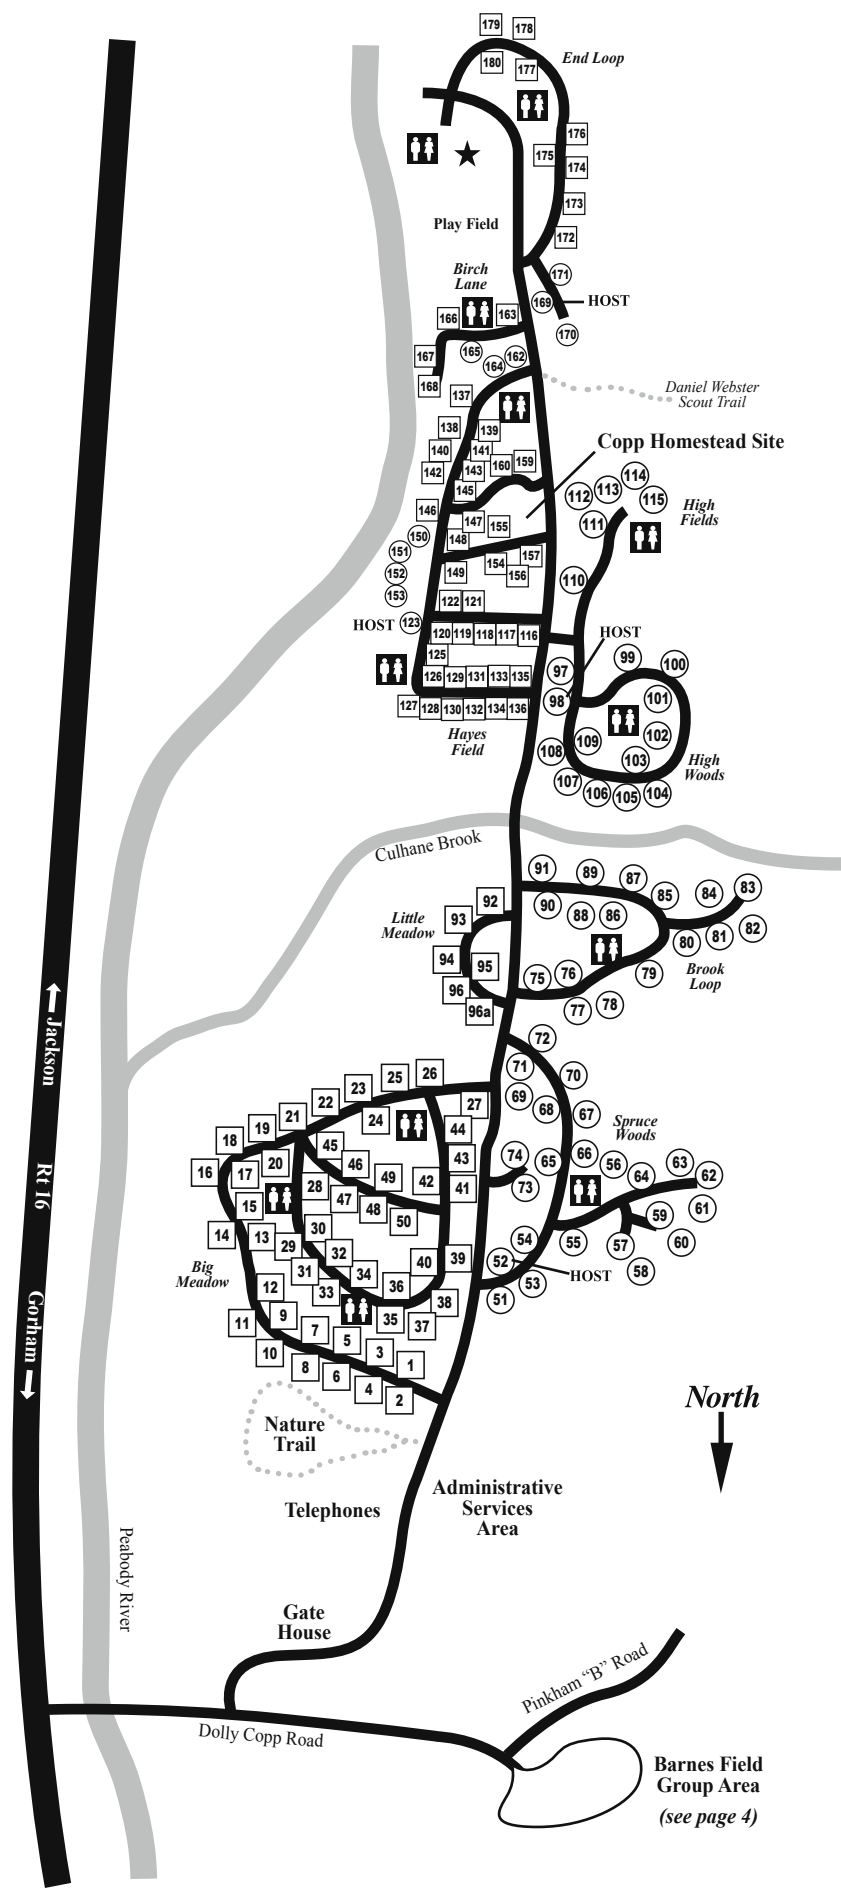 179 178
180 177
End Loop
176
175 174
173
Play Field
172
Birch
Lane
171
169 HOST
170
166 163
165
167 164 162
168
137
Daniel Webster
Scout Trail
138 139
140 141
142 143 160 159
145
Copp Homestead Site
114
112 113 115
111
High
Fields
146 147 155
150 148
151 157
154
152 149 156
153
110
122 121
HOST 123
120 119 118 117 116
HOST
125
126 129 131 133 135
127 128 130 132 134 136
Hayes
Field
97 99 100
98 101
102
109
108 103
107 106 105 104
High
Woods
Culhane Brook
91 89 87 85 84 83
90 88 86
80 81 82
75 76 79
77 78
Brook
Loop
Little
Meadow
92
93
94 95
96
96a
72
71 70
69 68 67
Spruce
Woods
74 65 66 56 64 63 62
73
61
59
60
57
58
55
54
52
53
51
HOST
26
25
23
22
21
19
18
24
27
44
45
46
43
20
17
16
49 42 41
28
47
48
50
15
14
13
29
30
32
31
34
33
36
40 39
38
35
37
12
9
11
7
5
3
1
10
8
6
4
2
Big
Meadow
Jackson
Rt 16
Gorham
Nature
Trail
North
Telephones
Administrative
Services
Area
Peabody River
Gate
House
Pinkham “B” Road
Dolly Copp Road
Barnes Field
Group Area
(see page 4)